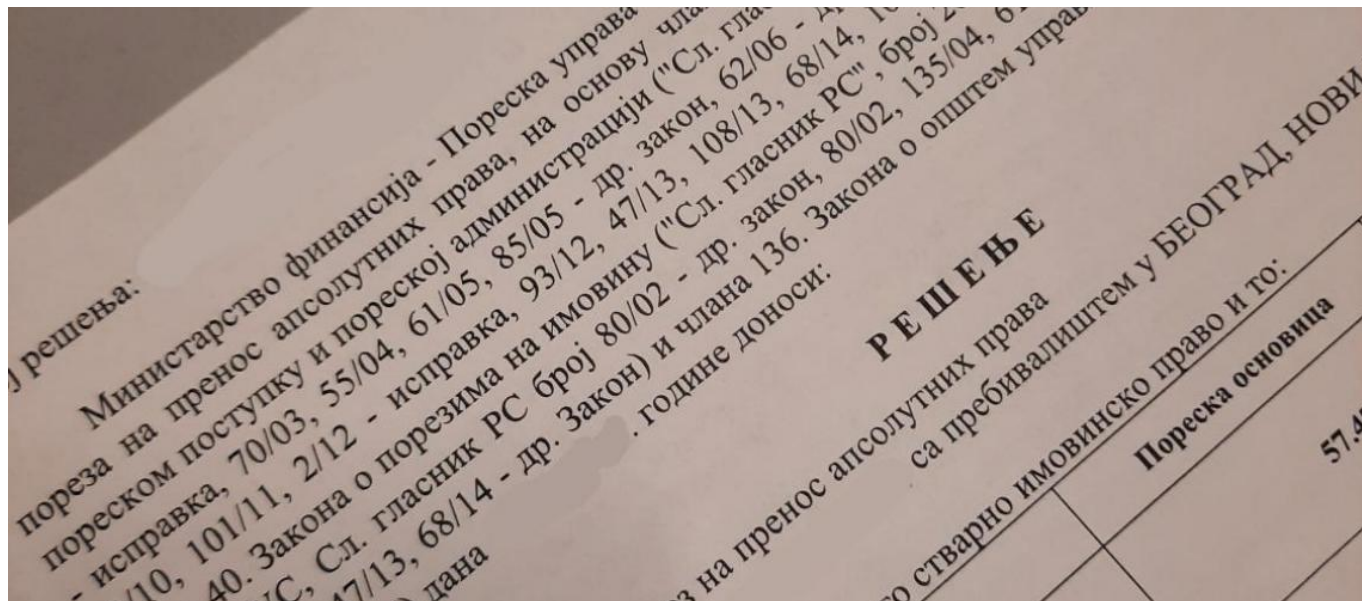 решења:
Министарство финансија - Пореска управа
пореза на пренос апсолутних права, на основу
пореском поступку и пореској администрацији ("Сл.
- исправка, 70/03, 55/04, 61/05, 85/05 - др. закон, 62/06 -
101/11, 2/12 - исправка, 93/12, 47/13, 108/13, 68/14,
40. Закона о порезима на имовину ("Сл. гласник РС", број
Сл. гласник РС број 80/02 - др. закон, 80/02, 135/04,
47/13, 68/14 - др. Закон) и члана 136. Закона о општем
дана . године доноси:
РЕШЕЊЕ
на пренос апсолутних права
са пребивалиштем у БЕОГРАД, НОВИ
стварно имовинско право и то:
Пореска основица
57.4